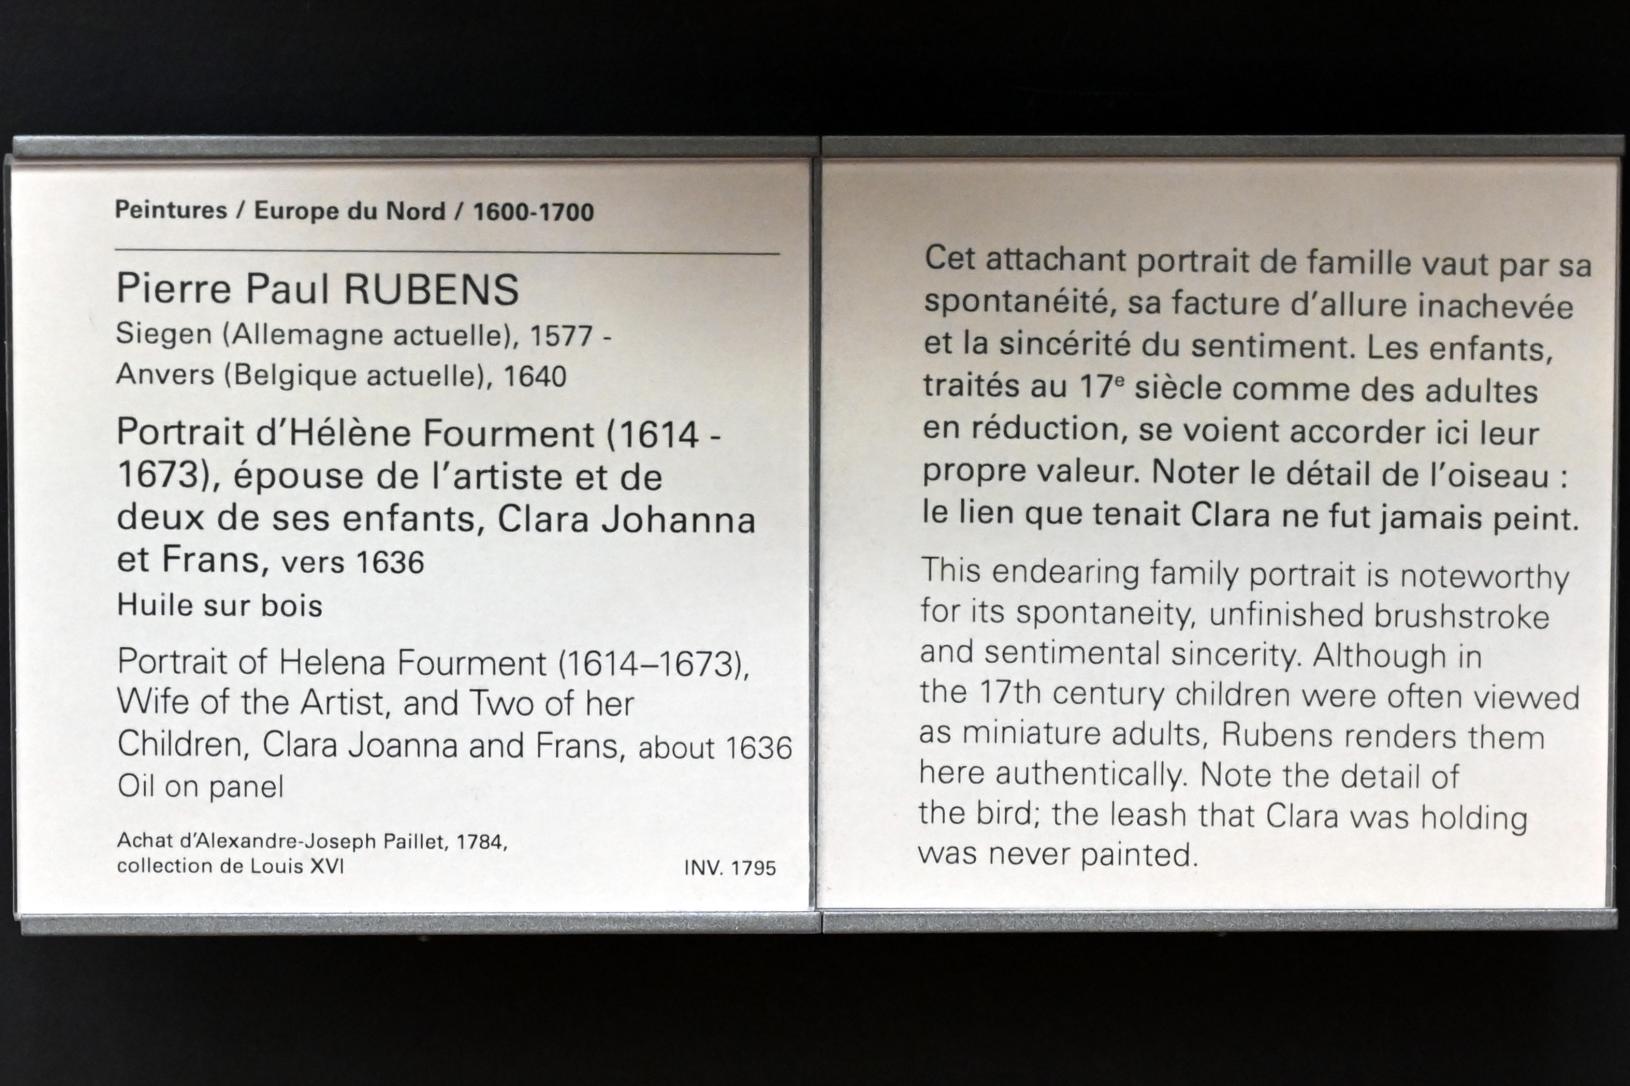 Peintures / Europe du Nord / 1600-1700
Pierre Paul RUBENS
Siegen (Allemagne actuelle), 1577 -
Anvers (Belgique actuelle), 1640
Portrait d'Hélène Fourment (1614 -
1673), épouse de l'artiste et de
deux de ses enfants, Clara Johanna
et Frans, vers 1636
Huile sur bois
Portrait of Helena Fourment (1614–1673),
Wife of the Artist, and Two of her
Children, Clara Joanna and Frans, about 1636
Oil on panel
Achat d'Alexandre-Joseph Paillet, 1784,
collection de Louis XVI
INV. 1795
Cet attachant portrait de famille vaut par sa
spontanéité, sa facture d'allure inachevée
et la sincérité du sentiment. Les enfants,
traités au 17e siècle comme des adultes
en réduction, se voient accorder ici leur
propre valeur. Noter le détail de l'oiseau :
le lien que tenait Clara ne fut jamais peint.
This endearing family portrait is noteworthy
for its spontaneity, unfinished brushstroke
and sentimental sincerity. Although in
the 17th century children were often viewed
as miniature adults, Rubens renders them
here authentically. Note the detail of
the bird; the leash that Clara was holding
was never painted.